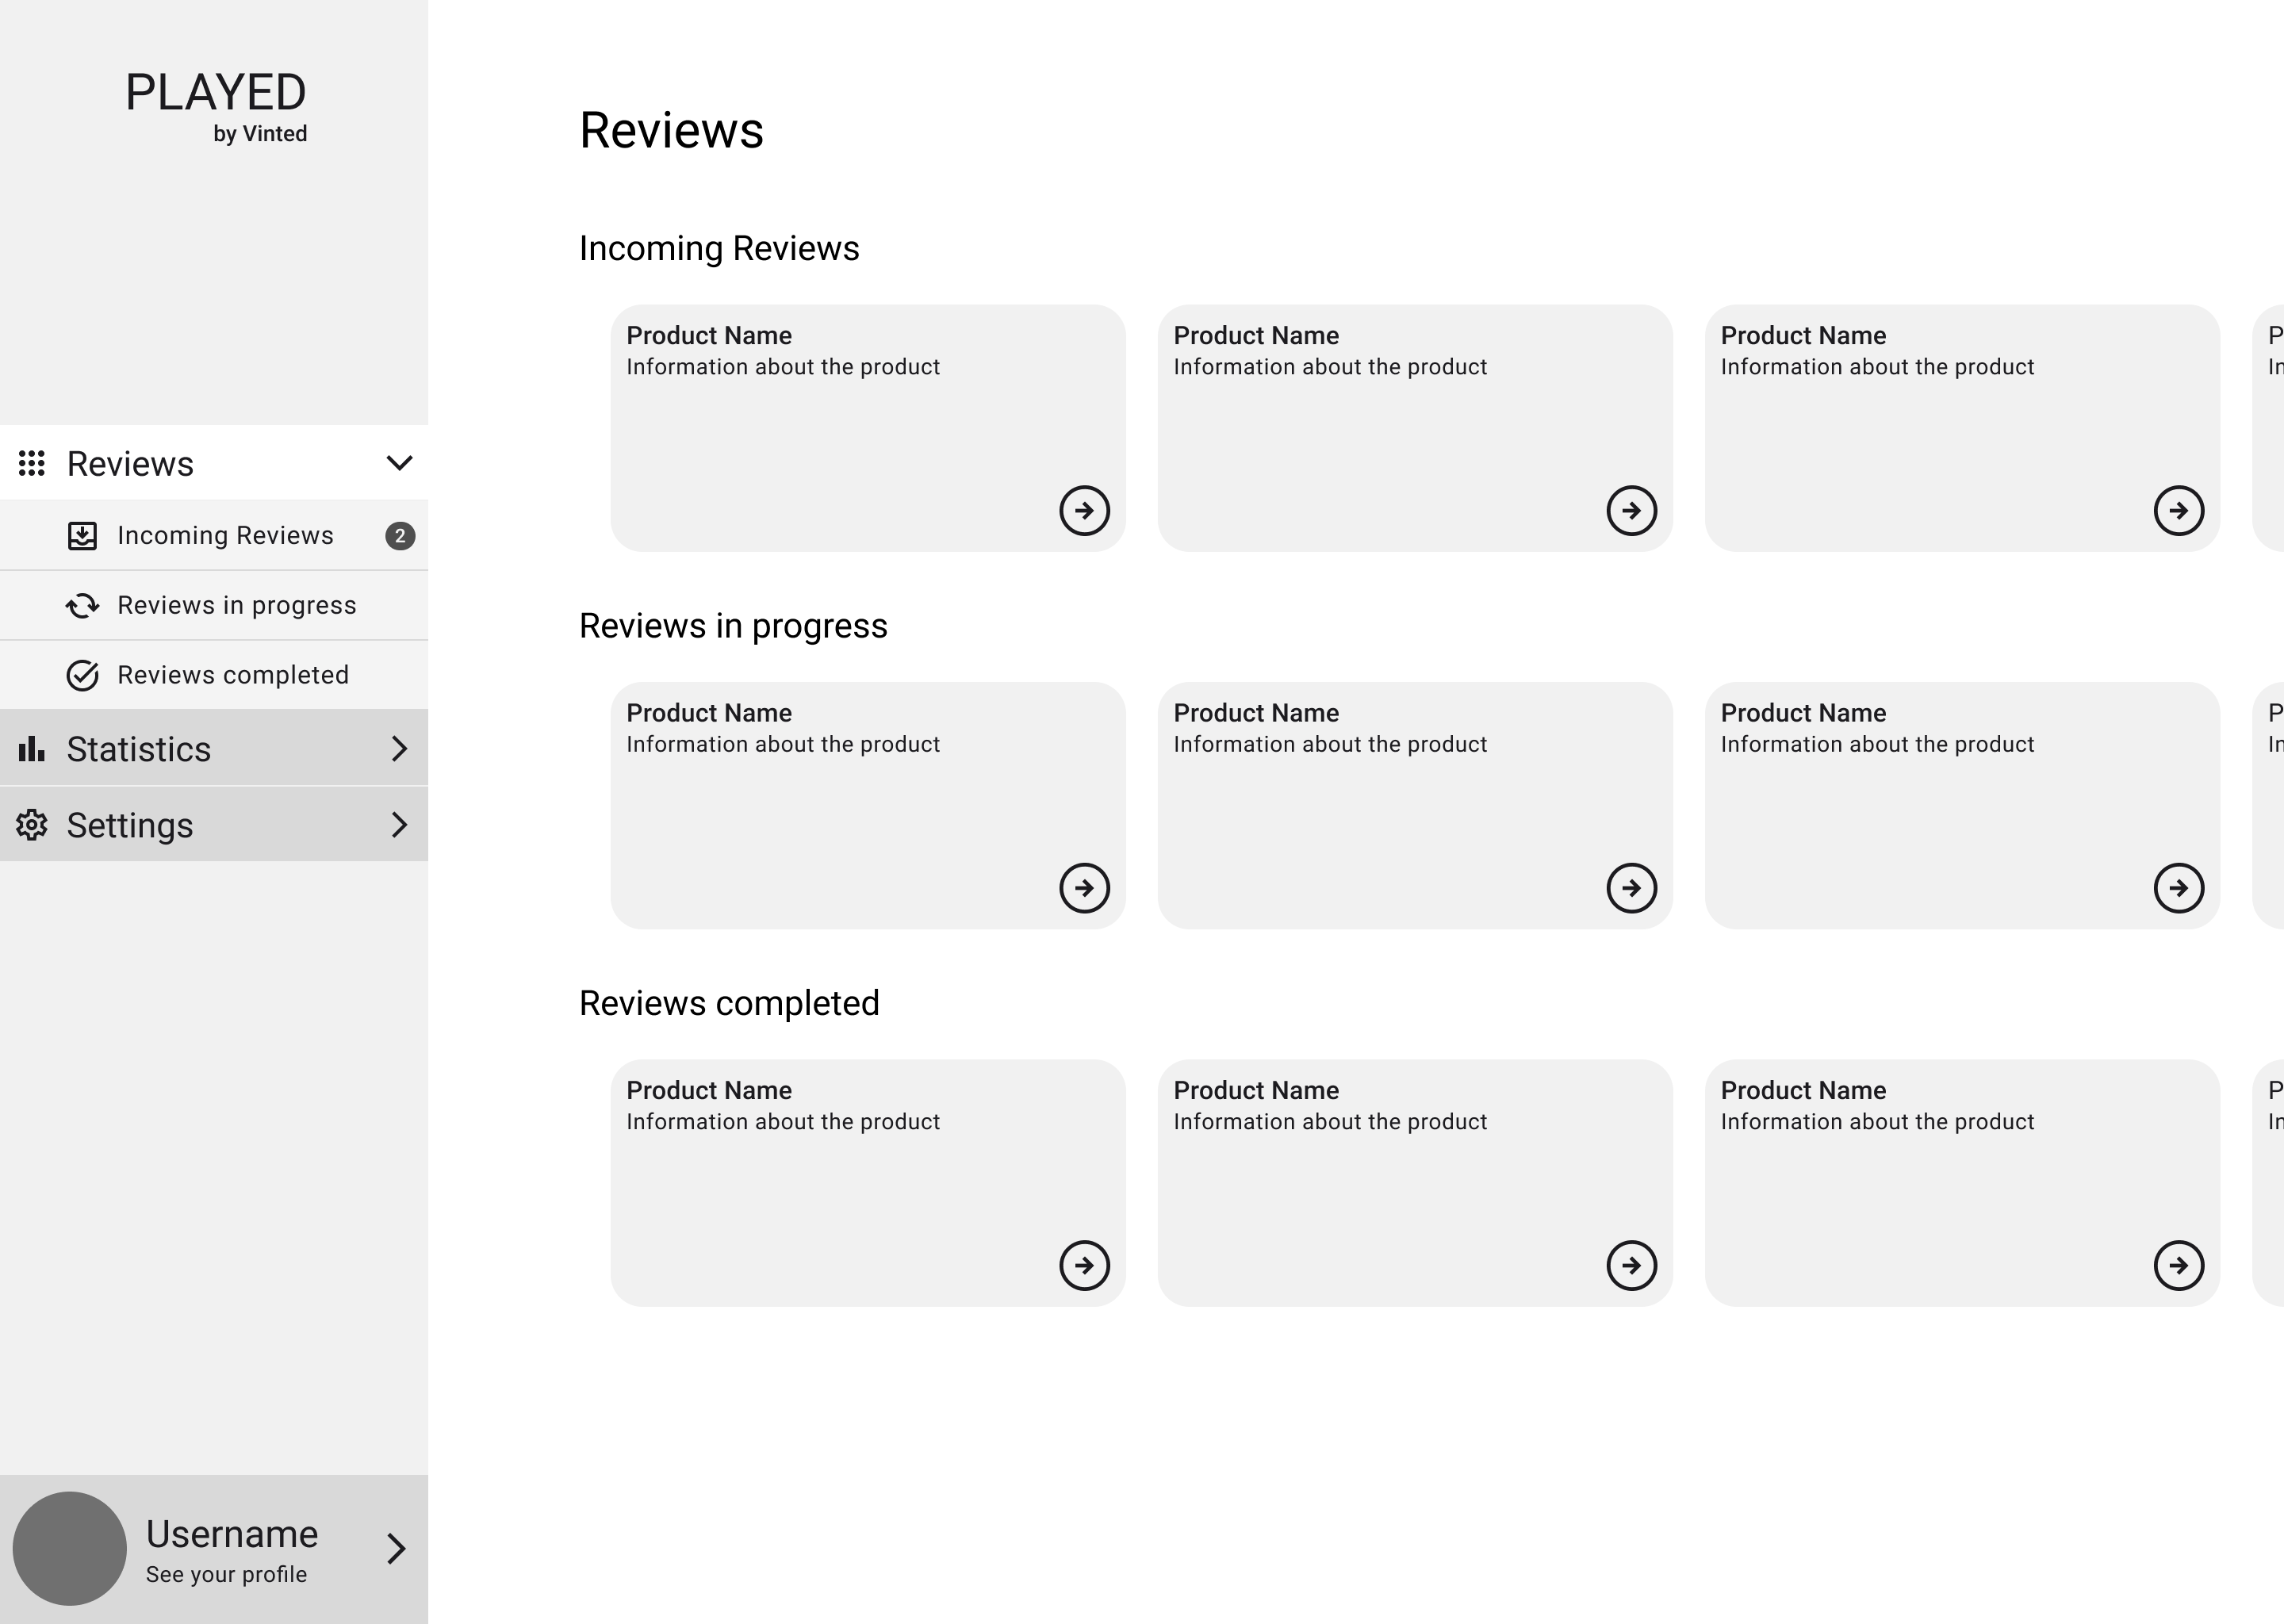 PLAYED
by Vinted
Reviews
Incoming Reviews 2
Reviews in progress
Reviews completed
Statistics
Settings
Username
See your profile
Reviews
Incoming Reviews
Product Name Product Name Product Name P
Information about the product Information about the product Information about the product In
Reviews in progress
Product Name Product Name Product Name P
Information about the product Information about the product Information about the product In
Reviews completed
Product Name Product Name Product Name P
Information about the product Information about the product Information about the product In